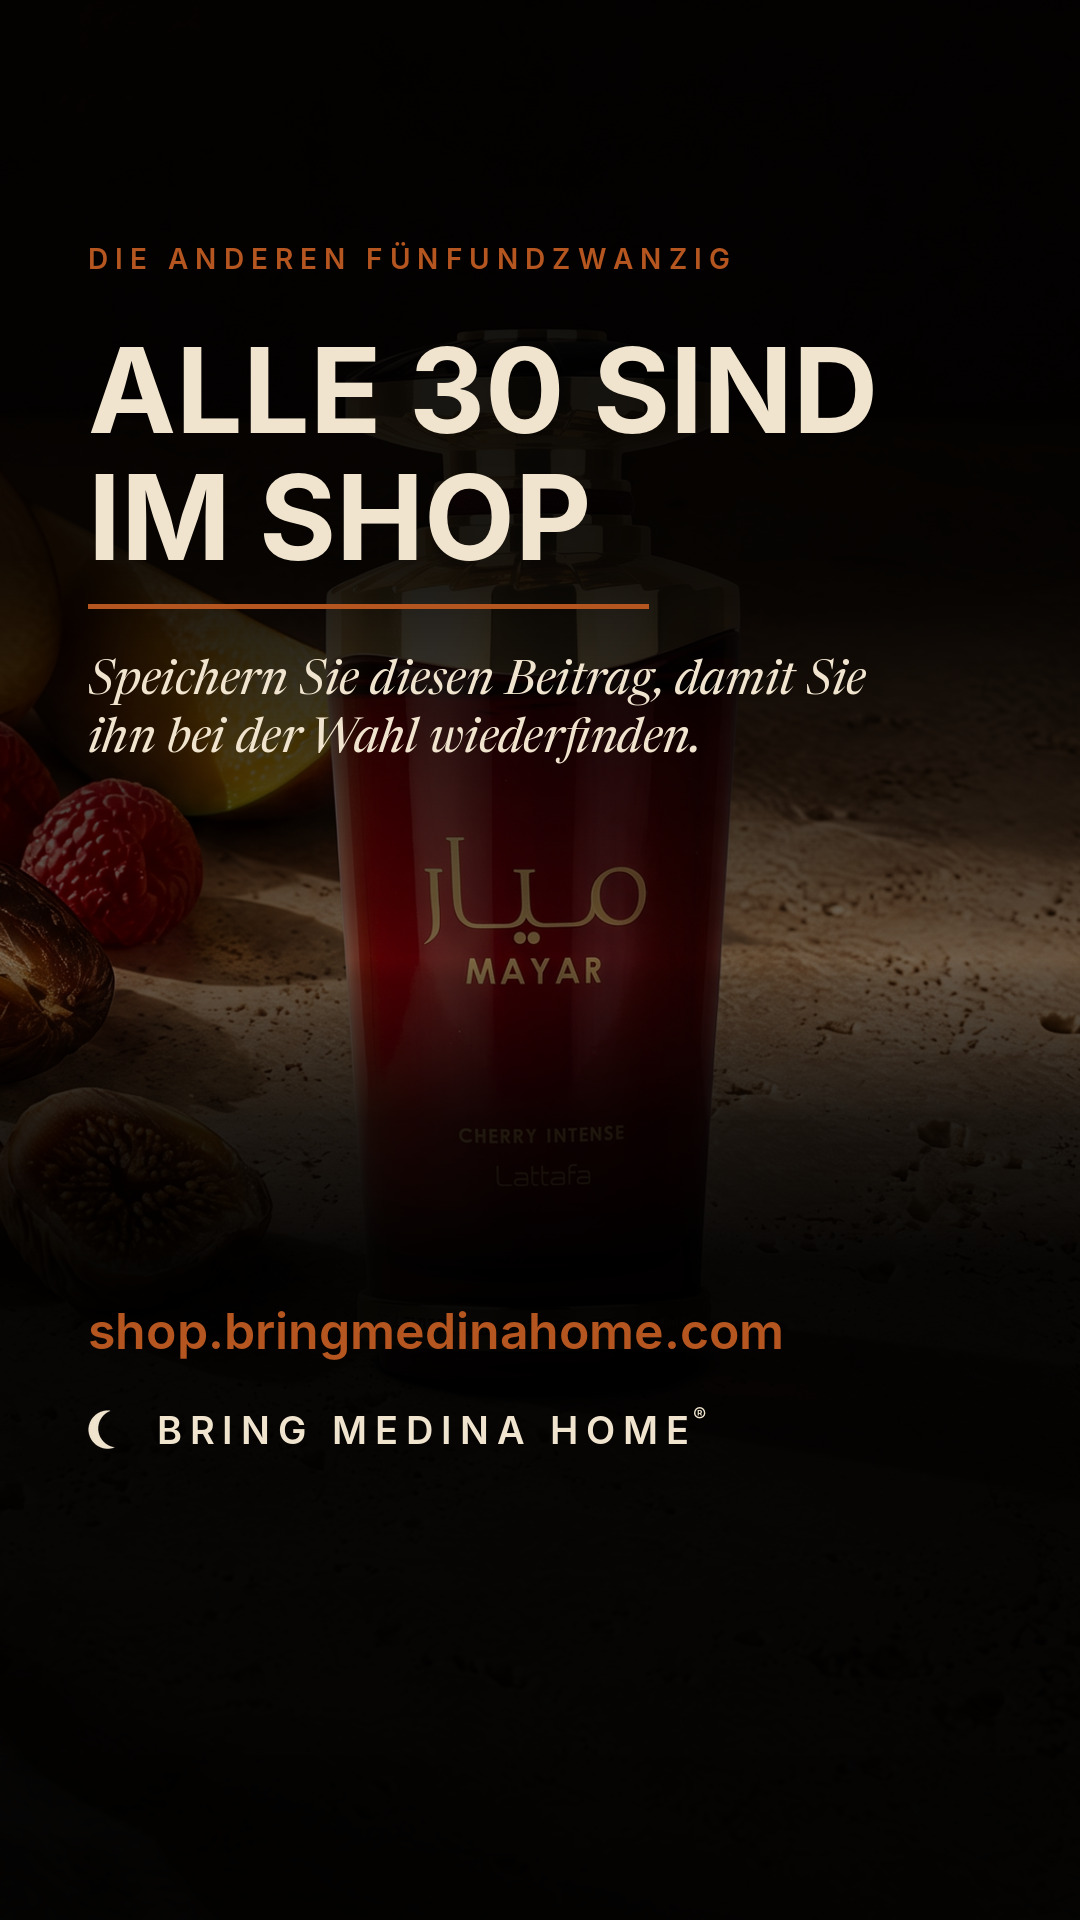 DIE ANDEREN FÜNFUNDZWANZIG
ALLE 30 SIND
IM SHOP
Speichern Sie diesen Beitrag, damit Sie
ihn bei der Wahl wiederfinden.
ميار
MAYAR
CHERRY INTENSE
Lattafa
shop.bringmedinahome.com
BRING MEDINA HOME®